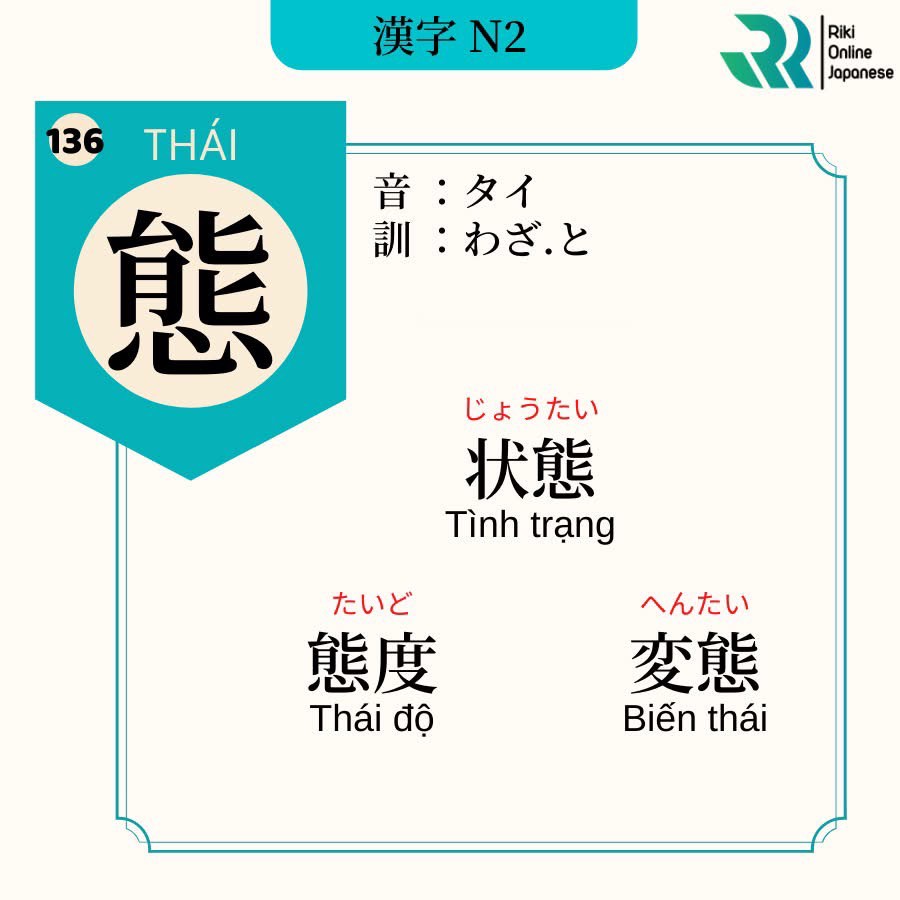 漢字 N2
Riki
Online
Japanese
136
THÁI
態
音 ：タイ
訓 ：わざ.と
じょうたい
状態
Tình trạng
たいど
態度
Thái độ
へんたい
変態
Biến thái